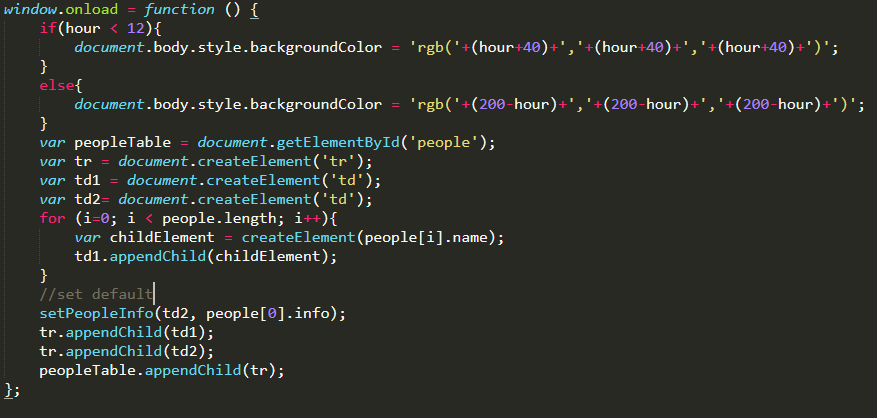 window.onload = function () {
    if(hour < 12){
        document.body.style.backgroundColor = 'rgb('+(hour+40)+','+(hour+40)+','+(hour+40)+')';
    }
    else{
        document.body.style.backgroundColor = 'rgb('+(200-hour)+','+(200-hour)+','+(200-hour)+')';
    }
    var peopleTable = document.getElementById('people');
    var tr = document.createElement('tr');
    var td1 = document.createElement('td');
    var td2= document.createElement('td');
    for (i=0; i < people.length; i++){
        var childElement = createElement(people[i].name);
        td1.appendChild(childElement);
    }
    //set default
    setPeopleInfo(td2, people[0].info);
    tr.appendChild(td1);
    tr.appendChild(td2);
    peopleTable.appendChild(tr);
};